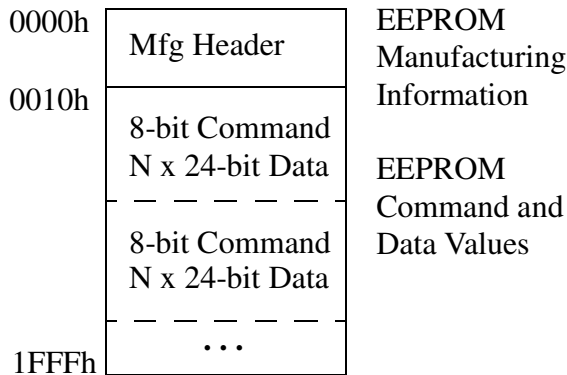 0000h
Mfg Header
EEPROM
Manufacturing
Information
0010h
8-bit Command
N x 24-bit Data
EEPROM
Command and
Data Values
8-bit Command
N x 24-bit Data
...
1FFFh